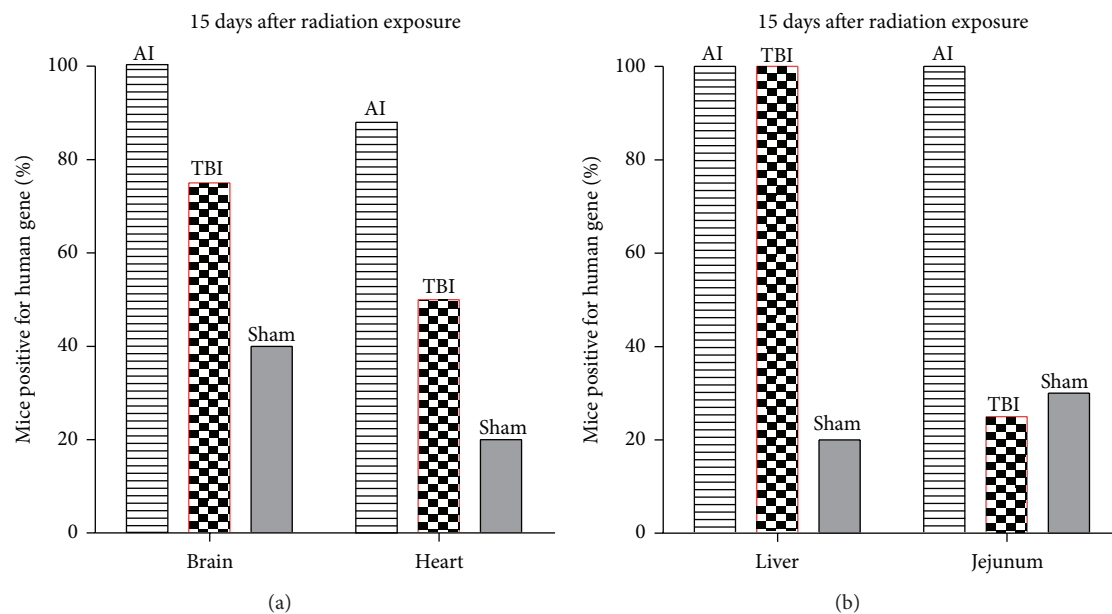 15 days after radiation exposure
Mice positive for human gene (%)
100
80
60
40
20
0
AI
TBI
Sham
AI
TBI
Sham
Brain
Heart
(a)
15 days after radiation exposure
Mice positive for human gene (%)
100
80
60
40
20
0
AI
TBI
Sham
AI
TBI
Sham
Liver
Jejunum
(b)